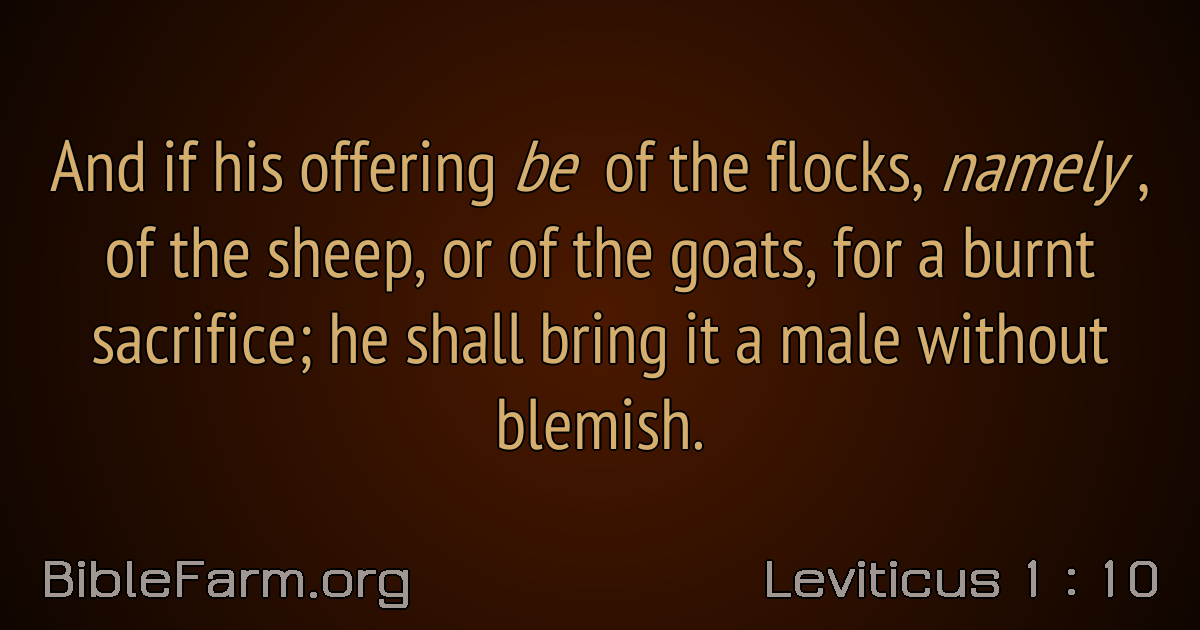 And if his offering be of the flocks, namely ,
of the sheep, or of the goats, for a burnt
sacrifice; he shall bring it a male without
blemish.
BibleFarm.org
Leviticus 1 : 10